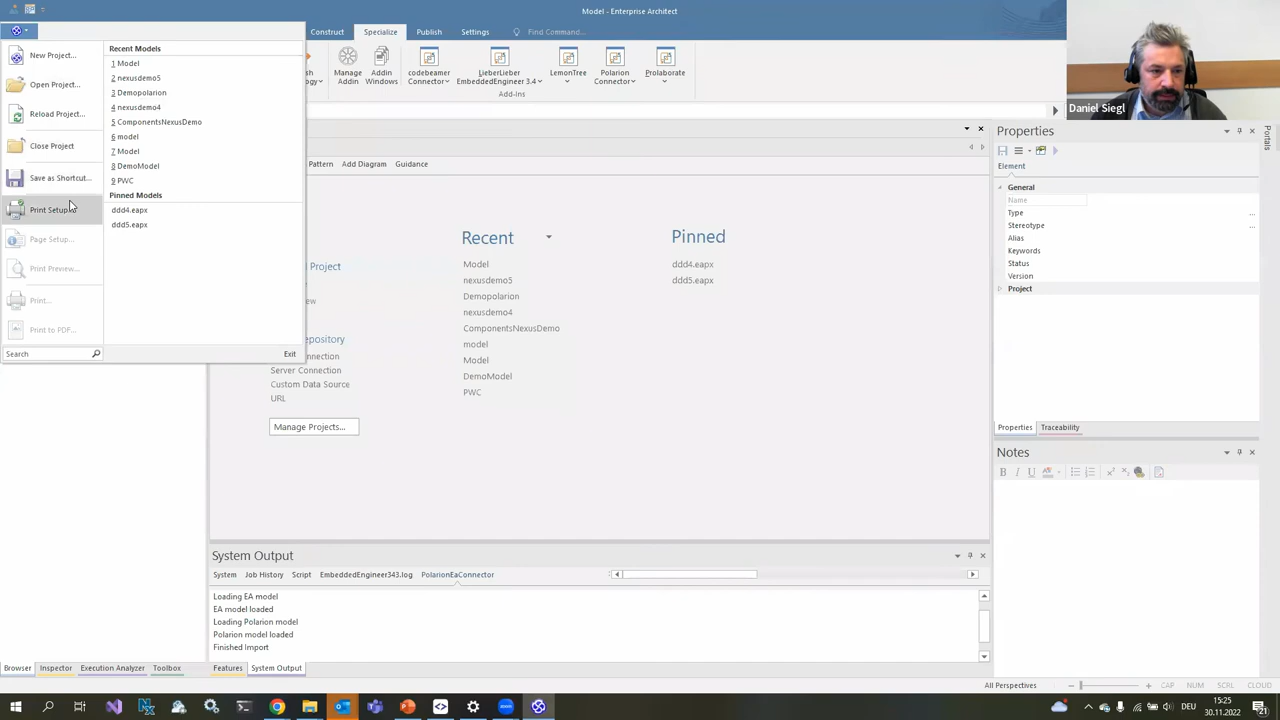 Model - Enterprise Architect
Construct
Specialize
Publish
Settings
Find Command...
Manage Addin
Addin Windows
codebeamer Connector
LieberLieber EmbeddedEngineer 3.4
LemonTree
Polarion Connector
Prolaborate
Add-Ins
Daniel Siegl
New Project...
Open Project...
Reload Project...
Close Project
Save as Shortcut...
Print Setup
Page Setup...
Print Preview...
Print...
Print to PDF...
Search
Exit
Recent Models
1 Model
2 nexusdemo5
3 Demopolarion
4 nexusdemo4
5 ComponentsNexusDemo
6 model
7 Model
8 DemoModel
9 PWC
Pinned Models
ddd4.eapx
ddd5.eapx
Pattern
Add Diagram
Guidance
Project
Server Connection
Custom Data Source
URL
Manage Projects...
Recent
Model
nexusdemo5
Demopolarion
nexusdemo4
ComponentsNexusDemo
model
Model
DemoModel
PWC
Pinned
ddd4.eapx
ddd5.eapx
Properties
Element
General
Name
Type
...
Stereotype
...
Alias
Keywords
Status
Version
Project
Properties
Traceability
Portals
Notes
B I U
System Output
System
Job History
Script
EmbeddedEngineer343.log
PolarionEaConnector
Loading EA model
EA model loaded
Loading Polarion model
Polarion model loaded
Finished Import
Browser
Inspector
Execution Analyzer
Toolbox
Features
System Output
All Perspectives
CAP
NUM
SCRL
CLOUD
DEU
15:25
30.11.2022